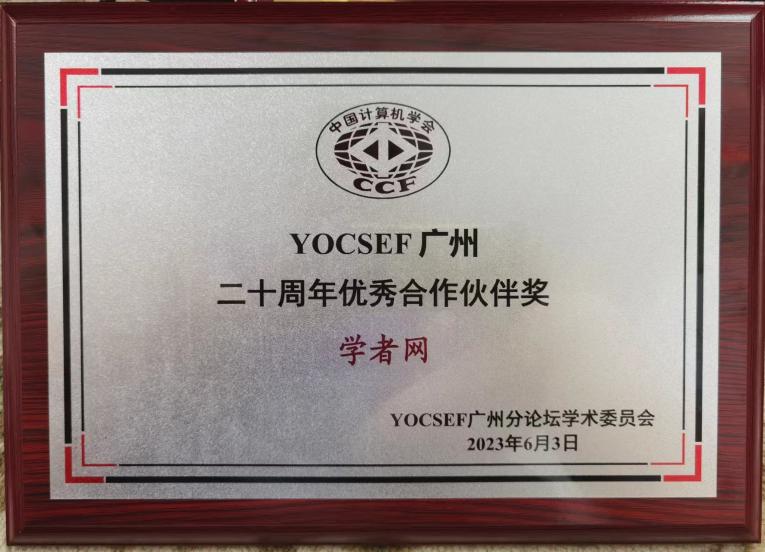 中国计算机学会
CCF
YOCSEF 广州
二十周年优秀合作伙伴奖
学者网
YOCSEF广州分论坛学术委员会
2023年6月3日